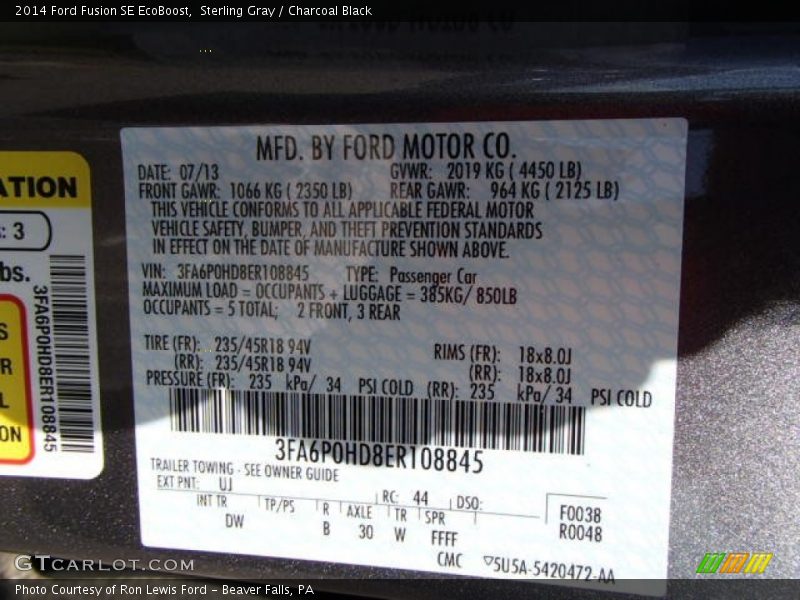 2014 Ford Fusion SE EcoBoost, Sterling Gray / Charcoal Black
ATION
: 3
bs.
S
R
L
ON
3FA6P0HD8ER108845
MFD. BY FORD MOTOR CO.
DATE: 07/13 GVWR: 2019 KG ( 4450 LB)
FRONT GAWR: 1066 KG ( 2350 LB) REAR GAWR: 964 KG ( 2125 LB)
THIS VEHICLE CONFORMS TO ALL APPLICABLE FEDERAL MOTOR
VEHICLE SAFETY, BUMPER, AND THEFT PREVENTION STANDARDS
IN EFFECT ON THE DATE OF MANUFACTURE SHOWN ABOVE.
VIN: 3FA6P0HD8ER108845 TYPE: Passenger Car
MAXIMUM LOAD = OCCUPANTS + LUGGAGE = 385KG/ 850LB
OCCUPANTS = 5 TOTAL; 2 FRONT, 3 REAR
TIRE (FR): 235/45R18 94V RIMS (FR): 18x8.0J
(RR): 235/45R18 94V (RR): 18x8.0J
PRESSURE (FR): 235 kPa/ 34 PSI COLD (RR): 235 kPa/ 34 PSI COLD
3FA6P0HD8ER108845
TRAILER TOWING - SEE OWNER GUIDE
EXT PNT: UJ RC: 44 DSO:
INT TR TP/PS R AXLE TR SPR F0038
DW B 30 W FFFF R0048
CMC ▽5U5A-5420472-AA
GTCARLOT.COM
Photo Courtesy of Ron Lewis Ford – Beaver Falls, PA